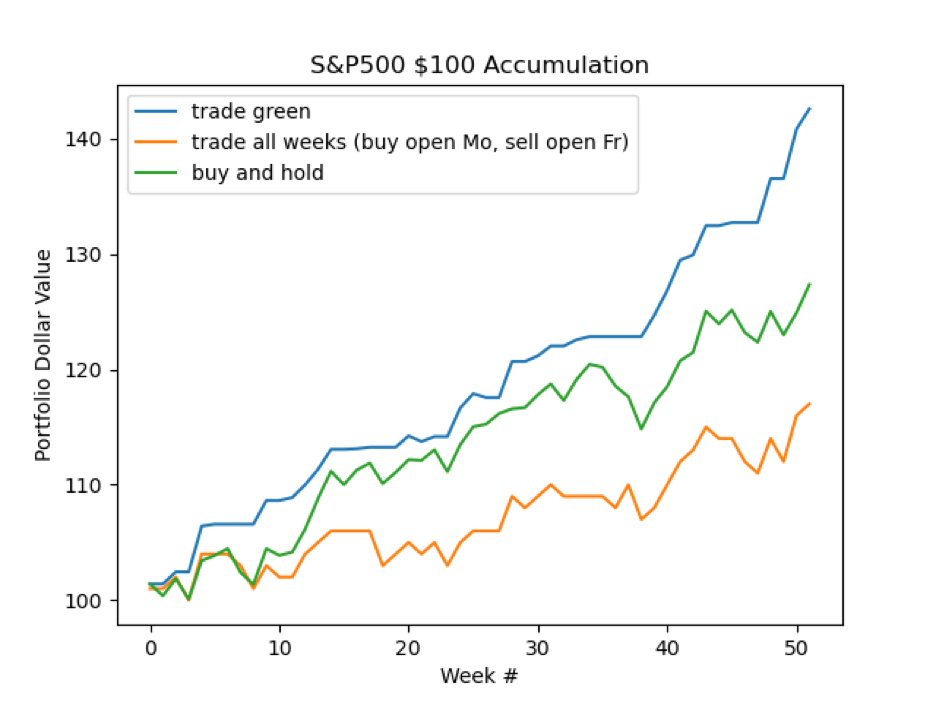 S&P500 $100 Accumulation
trade green
trade all weeks (buy open Mo, sell open Fr)
buy and hold
Portfolio Dollar Value
140
130
120
110
100
0 10 20 30 40 50
Week #